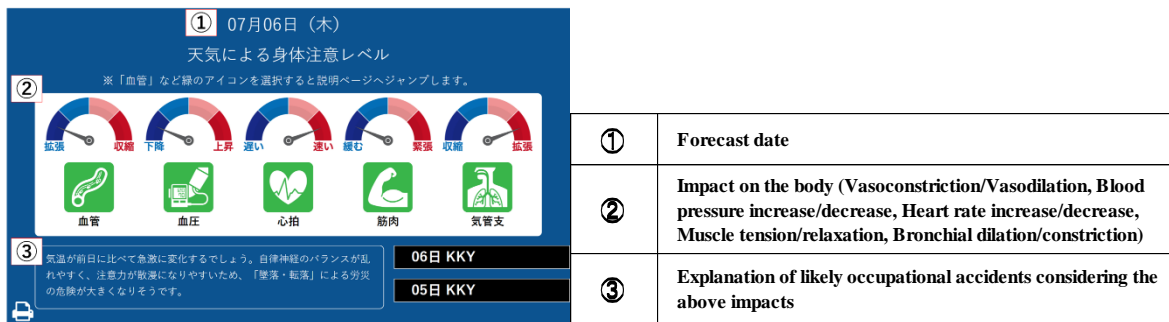 ① 07月06日（木）
天気による身体注意レベル
※「血管」など緑のアイコンを選択すると説明ページへジャンプします。
②
拡張 収縮 下降 上昇 遅い 速い 緩む 緊張 収縮 拡張
血管 血圧 心拍 筋肉 気管支
③
気温が前日に比べて急激に変化するでしょう。自律神経のバランスが乱
れやすく、注意力が散漫になりやすいため、「墜落・転落」による労災
の危険が大きくなりそうです。
06日 KKY
05日 KKY
① Forecast date
② Impact on the body (Vasoconstriction/Vasodilation, Blood
pressure increase/decrease, Heart rate increase/decrease,
Muscle tension/relaxation, Bronchial dilation/constriction)
③ Explanation of likely occupational accidents considering the
above impacts